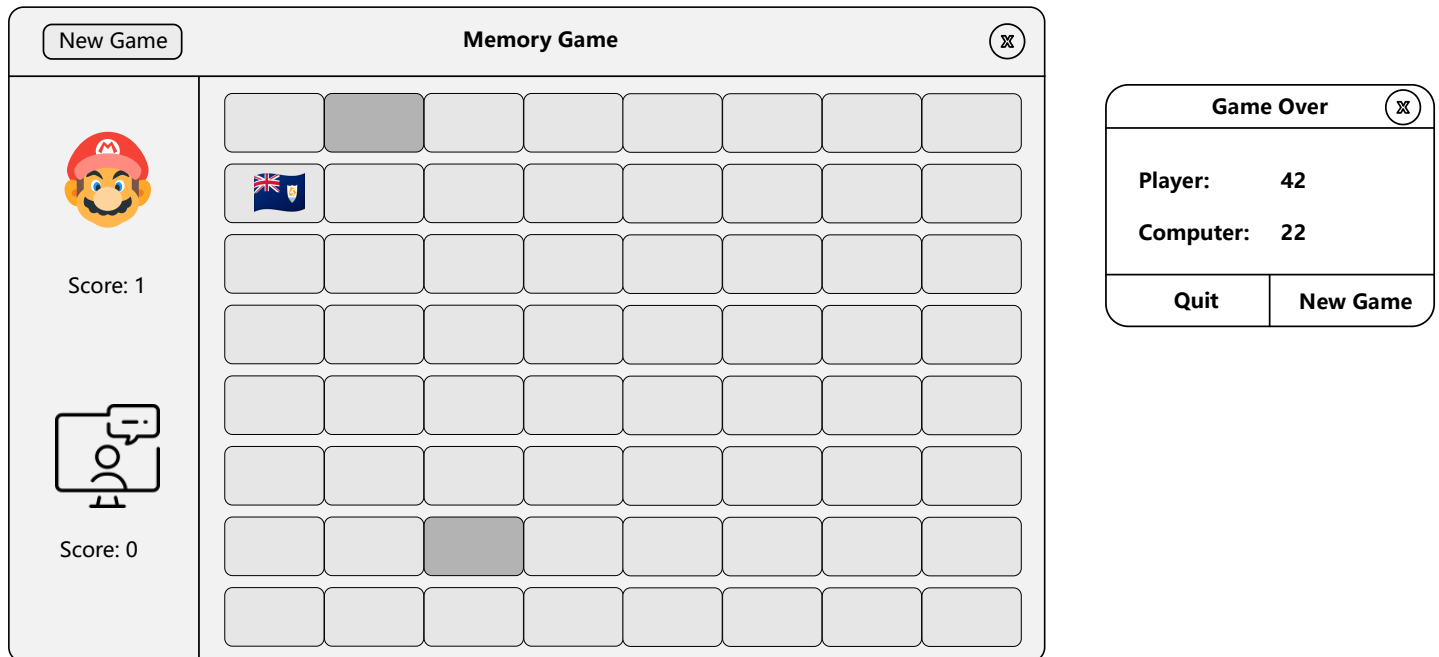 New Game
Memory Game
X
Score: 1
Score: 0
Game Over
X
Player: 42
Computer: 22
Quit
New Game